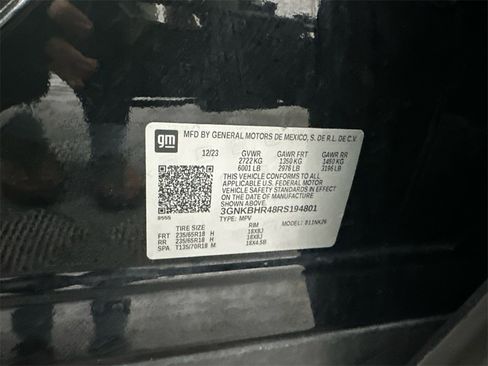 gm
MFD BY GENERAL MOTORS DE MEXICO, S. DE R.L. DE C.V.
12/23 GVWR GAWR FRT GAWR RR
2722 KG 1350 KG 1450 KG
6001 LB 2976 LB 3196 LB
THIS VEHICLE CONFORMS TO ALL
APPLICABLE U.S. FEDERAL MOTOR
VEHICLE SAFETY STANDARDS IN
EFFECT ON THE DATE OF MANUFACTURE
SHOWN ABOVE.
3GNKBHR48RS194801
TYPE: MPV
TIRE SIZE RIM MODEL:
FRT 235/65R18 H 18X8J
RR 235/65R18 H 18X8J
SPA. T135/70R18 M 18X4.5B